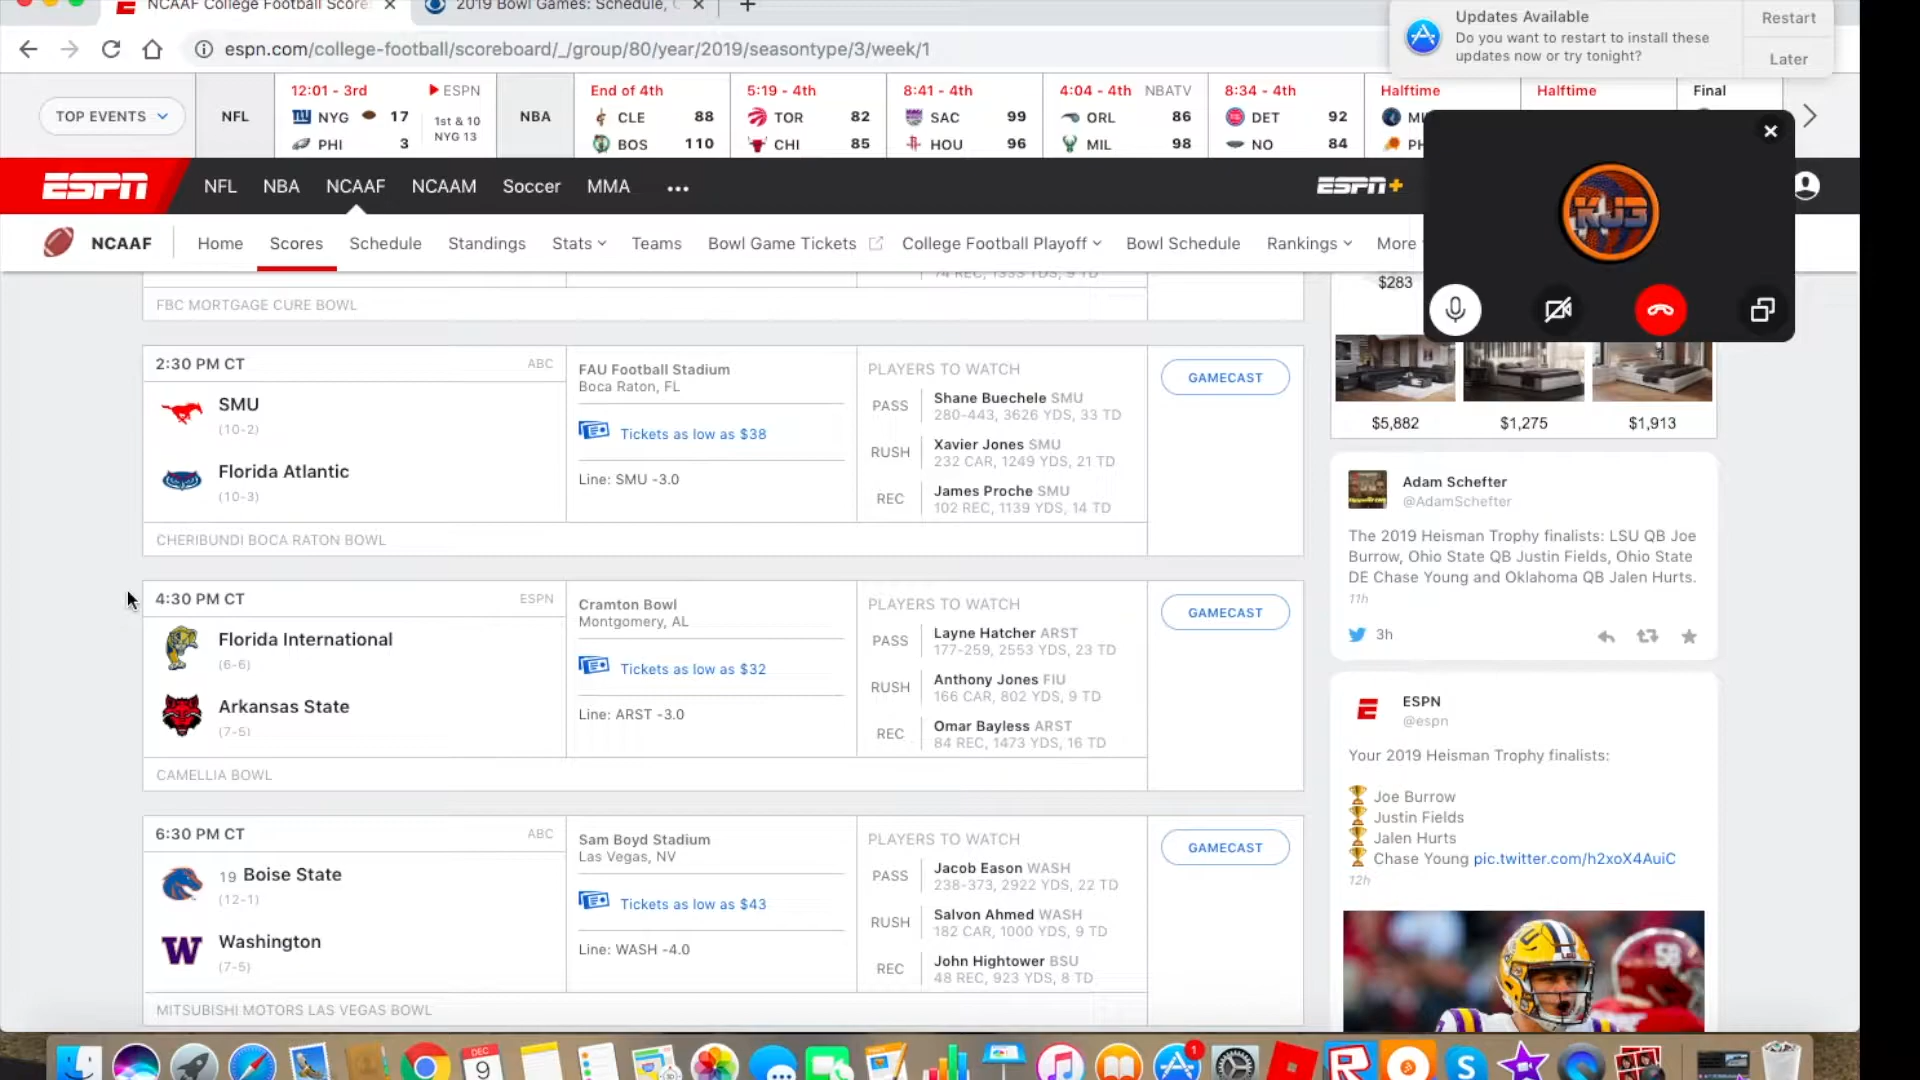 NCAAF College Football Score
2019 Bowl Games: Schedule,
espn.com/college-football/scoreboard/_/group/80/year/2019/seasontype/3/week/1
Updates Available
Do you want to restart to install these
updates now or try tonight?
Restart
Later
TOP EVENTS
NFL
12:01 - 3rd
ESPN
NYG 17
PHI 3
1st & 10
NYG 13
NBA
End of 4th
CLE 88
BOS 110
5:19 - 4th
TOR 82
CHI 85
8:41 - 4th
SAC 99
HOU 96
4:04 - 4th NBATV
ORL 86
MIL 98
8:34 - 4th
DET 92
NO 84
Halftime
Halftime
Final
ESPN
NFL
NBA
NCAAF
NCAAM
Soccer
MMA
ESPN+
KJ3
NCAAF
Home
Scores
Schedule
Standings
Stats
Teams
Bowl Game Tickets
College Football Playoff
Bowl Schedule
Rankings
More
FBC MORTGAGE CURE BOWL
2:30 PM CT
ABC
SMU
(10-2)
Florida Atlantic
(10-3)
FAU Football Stadium
Boca Raton, FL
Tickets as low as $38
Line: SMU -3.0
PLAYERS TO WATCH
PASS
Shane Buechele SMU
280-443, 3626 YDS, 33 TD
RUSH
Xavier Jones SMU
232 CAR, 1249 YDS, 21 TD
REC
James Proche SMU
102 REC, 1139 YDS, 14 TD
GAMECAST
CHERIBUNDI BOCA RATON BOWL
4:30 PM CT
ESPN
Florida International
(6-6)
Arkansas State
(7-5)
Cramton Bowl
Montgomery, AL
Tickets as low as $32
Line: ARST -3.0
PLAYERS TO WATCH
PASS
Layne Hatcher ARST
177-259, 2553 YDS, 23 TD
RUSH
Anthony Jones FIU
166 CAR, 802 YDS, 9 TD
REC
Omar Bayless ARST
84 REC, 1473 YDS, 16 TD
GAMECAST
CAMELLIA BOWL
6:30 PM CT
ABC
19 Boise State
(12-1)
Washington
(7-5)
Sam Boyd Stadium
Las Vegas, NV
Tickets as low as $43
Line: WASH -4.0
PLAYERS TO WATCH
PASS
Jacob Eason WASH
238-373, 2922 YDS, 22 TD
RUSH
Salvon Ahmed WASH
182 CAR, 1000 YDS, 9 TD
REC
John Hightower BSU
48 REC, 923 YDS, 8 TD
GAMECAST
MITSUBISHI MOTORS LAS VEGAS BOWL
$283
$5,882
$1,275
$1,913
Adam Schefter
@AdamSchefter
The 2019 Heisman Trophy finalists: LSU QB Joe
Burrow, Ohio State QB Justin Fields, Ohio State
DE Chase Young and Oklahoma QB Jalen Hurts.
11h
3h
ESPN
@espn
Your 2019 Heisman Trophy finalists:
Joe Burrow
Justin Fields
Jalen Hurts
Chase Young pic.twitter.com/h2xoX4AuiC
12h
DEC
9
1